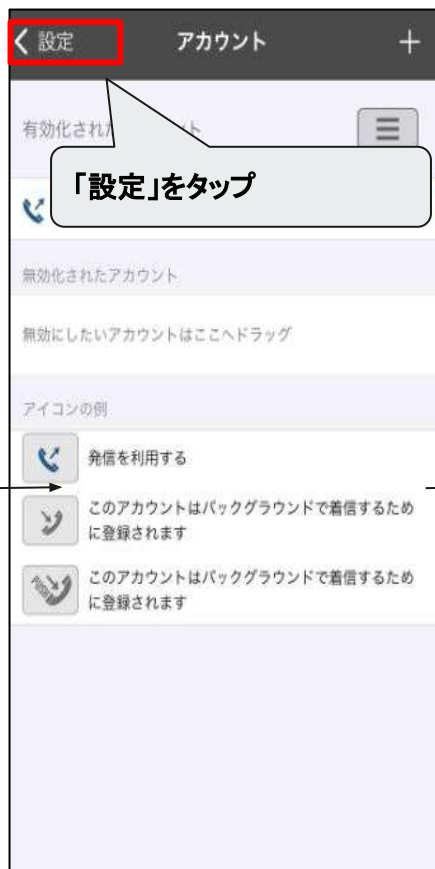 設定
アカウント
有効化され
ト
「設定」をタップ
無効化されたアカウント
無効にしたいアカウントはここへドラッグ
アイコンの例
発信を利用する
このアカウントはバックグラウンドで着信するため
に登録されます
PUSH
このアカウントはバックグラウンドで着信するため
に登録されます